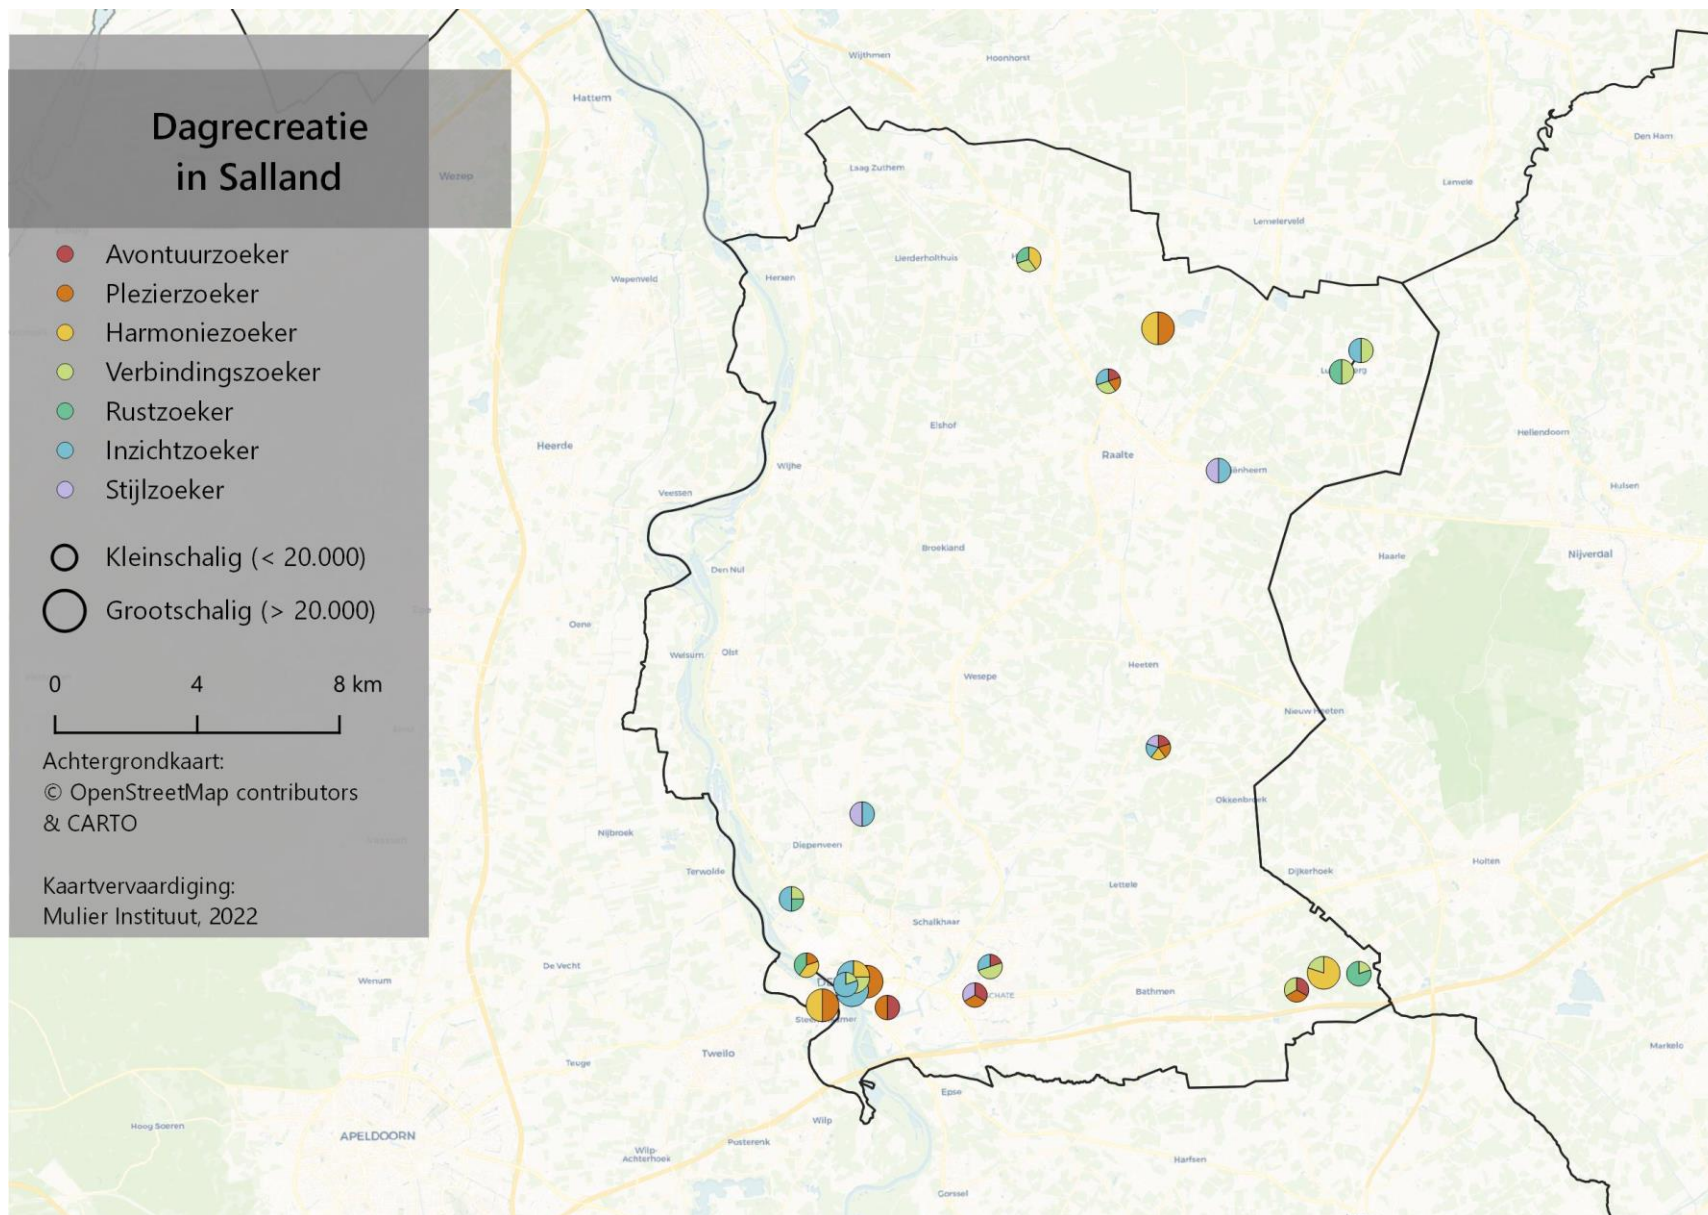 Dagrecreatie
in Salland
Avontuurzoeker
Plezierzoeker
Harmoniezoeker
Verbindingszoeker
Rustzoeker
Inzichtzoeker
Stijlzoeker
Kleinschalig (< 20.000)
Grootschalig (> 20.000)
0 4 8 km
Achtergrondkaart:
© OpenStreetMap contributors
& CARTO
Kaartvervaardiging:
Mulier Instituut, 2022
Wijthmen
Hoonhorst
Hattem
Den Ham
Laag Zuthem
Wezep
Lemele
Lemelerveld
Lierderholthuis
Herxen
Wapenveld
Elshof
Hellendoorn
Heerde
Raalte
Wijhe
Veessen
Hulsen
Broekland
Haarle
Nijverdal
Den Nul
Oene
Welsum
Olst
Heeten
Wesepe
Nieuw Heeten
Okkenbroek
Nijbroek
Diepenveen
Terwolde
Holten
Dijkerhoek
Lettele
Schalkhaar
De Vecht
Wenum
Bathmen
Teuge
Twello
Markelo
Epse
Wilp
Hoog Soeren
APELDOORN
Posterenk
Wilp-
Achterhoek
Harfsen
Gorssel